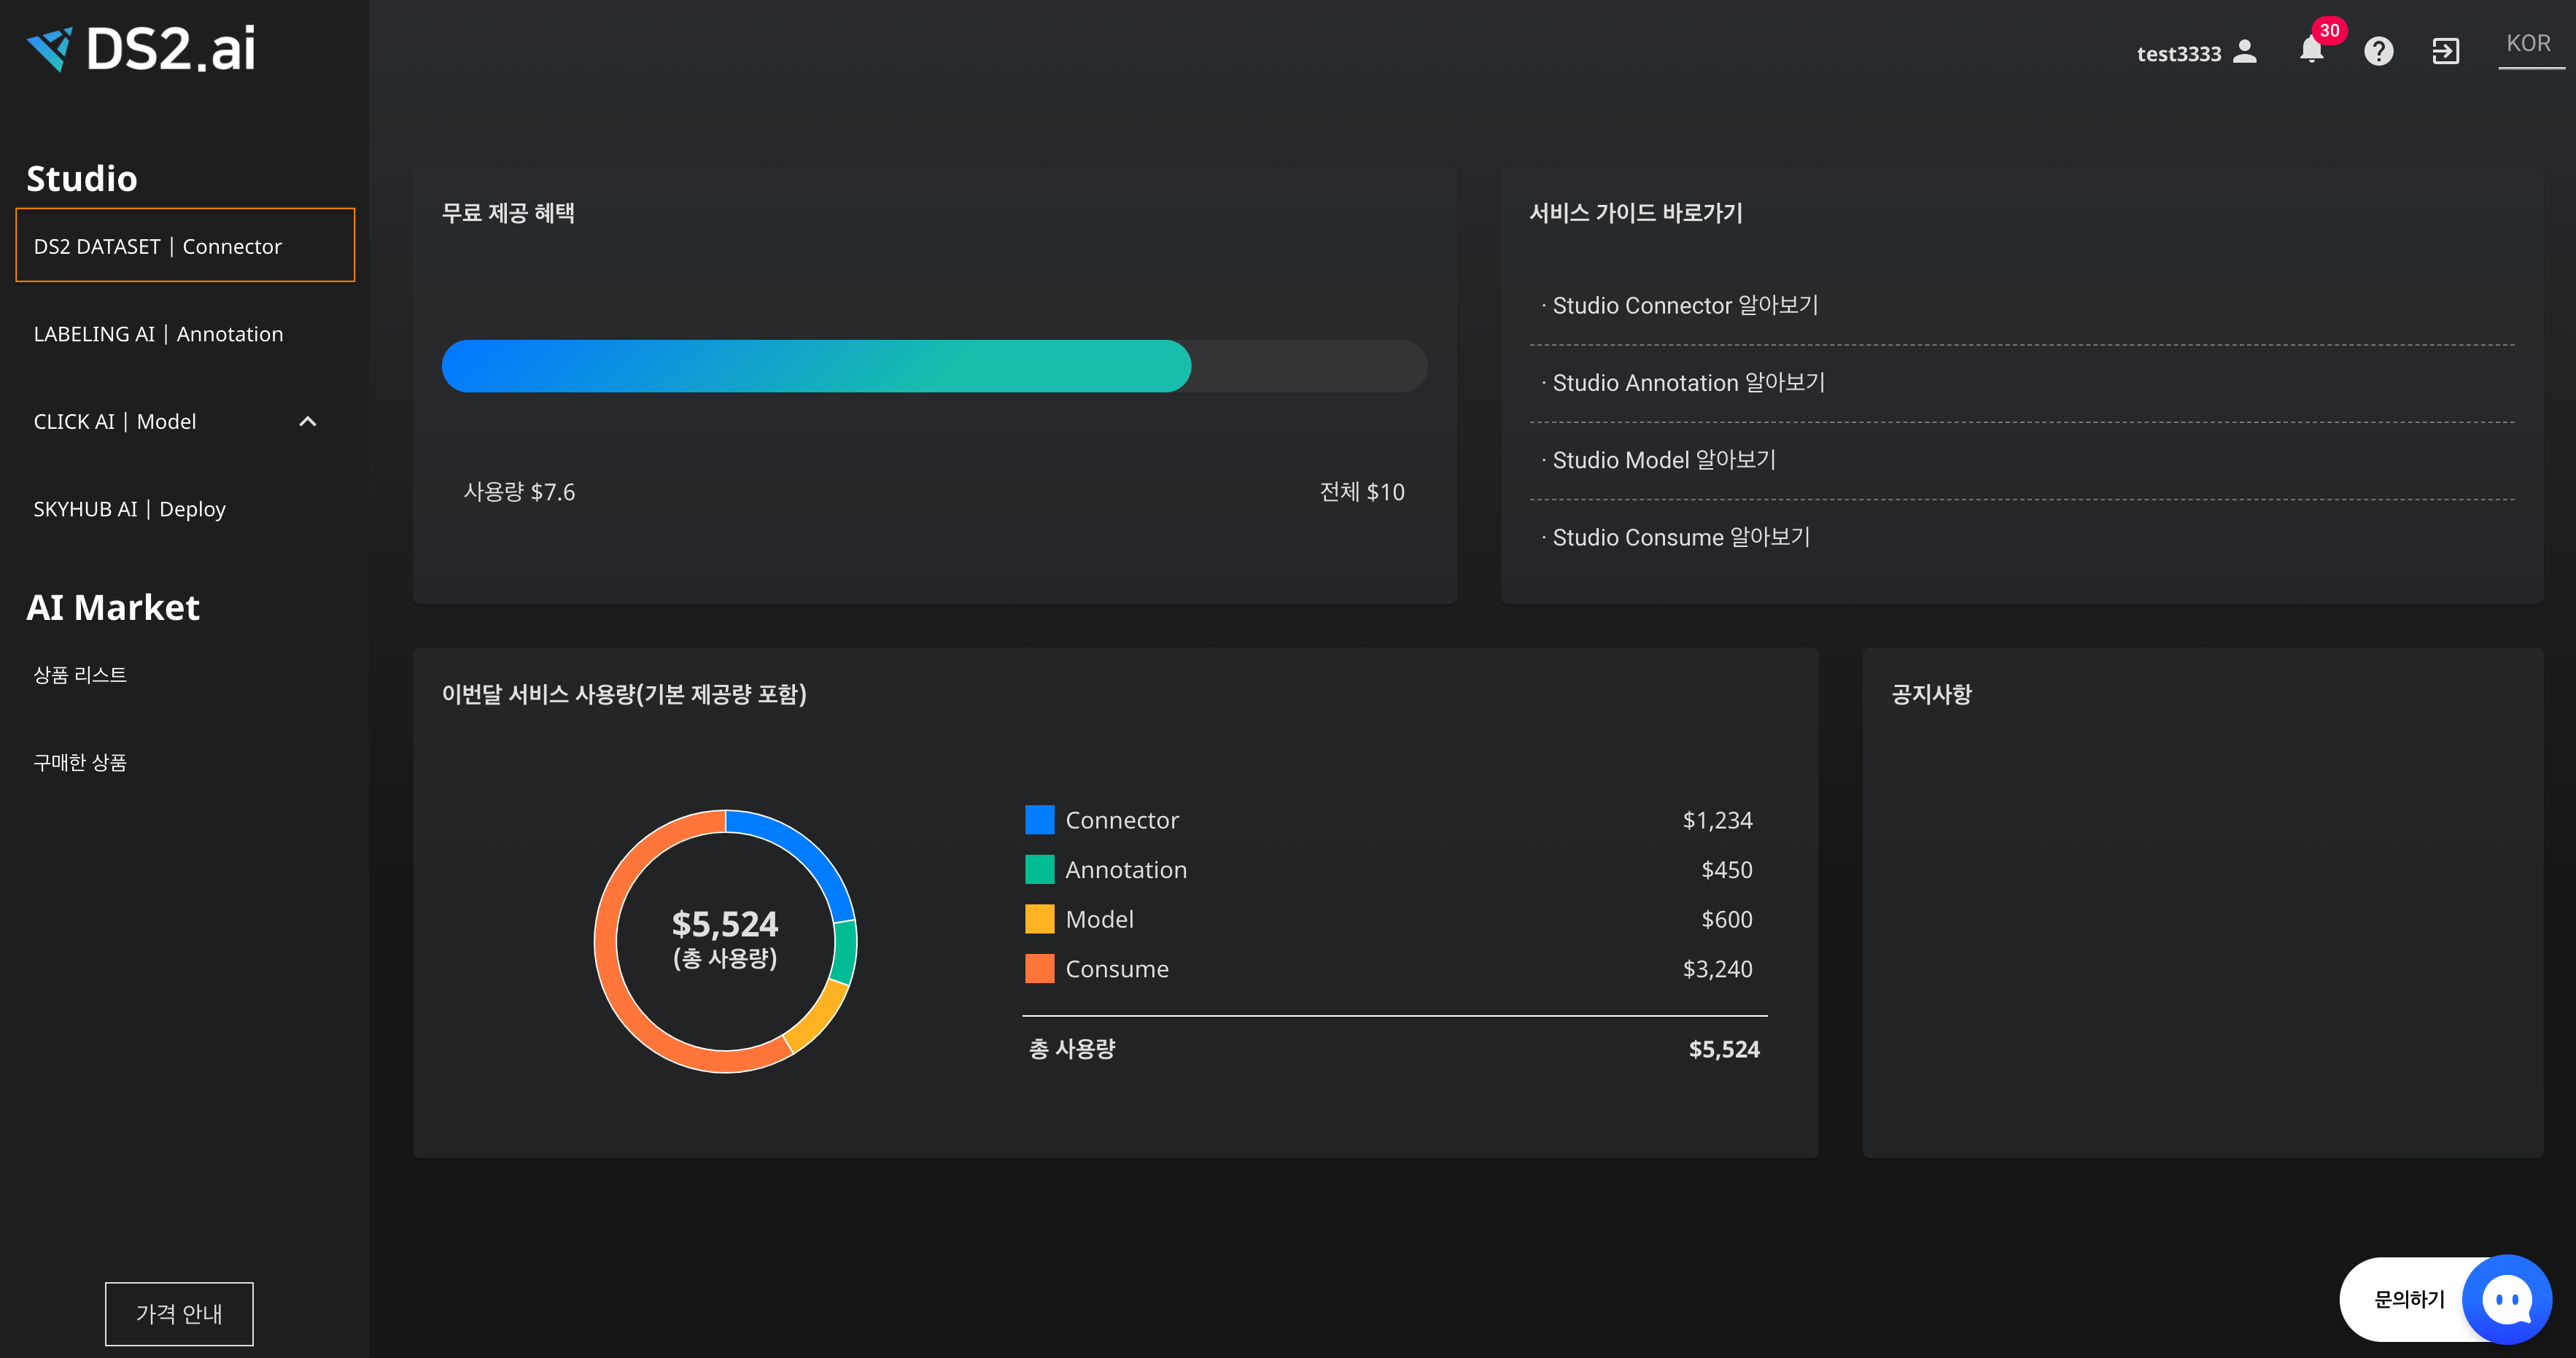 DS2.ai
test3333
30
KOR
Studio
DS2 DATASET | Connector
LABELING AI | Annotation
CLICK AI | Model
SKYHUB AI | Deploy
AI Market
상품 리스트
구매한 상품
가격 안내
무료 제공 혜택
사용량 $7.6
전체 $10
서비스 가이드 바로가기
· Studio Connector 알아보기
· Studio Annotation 알아보기
· Studio Model 알아보기
· Studio Consume 알아보기
이번달 서비스 사용량(기본 제공량 포함)
$5,524
(총 사용량)
Connector $1,234
Annotation $450
Model $600
Consume $3,240
총 사용량 $5,524
공지사항
문의하기